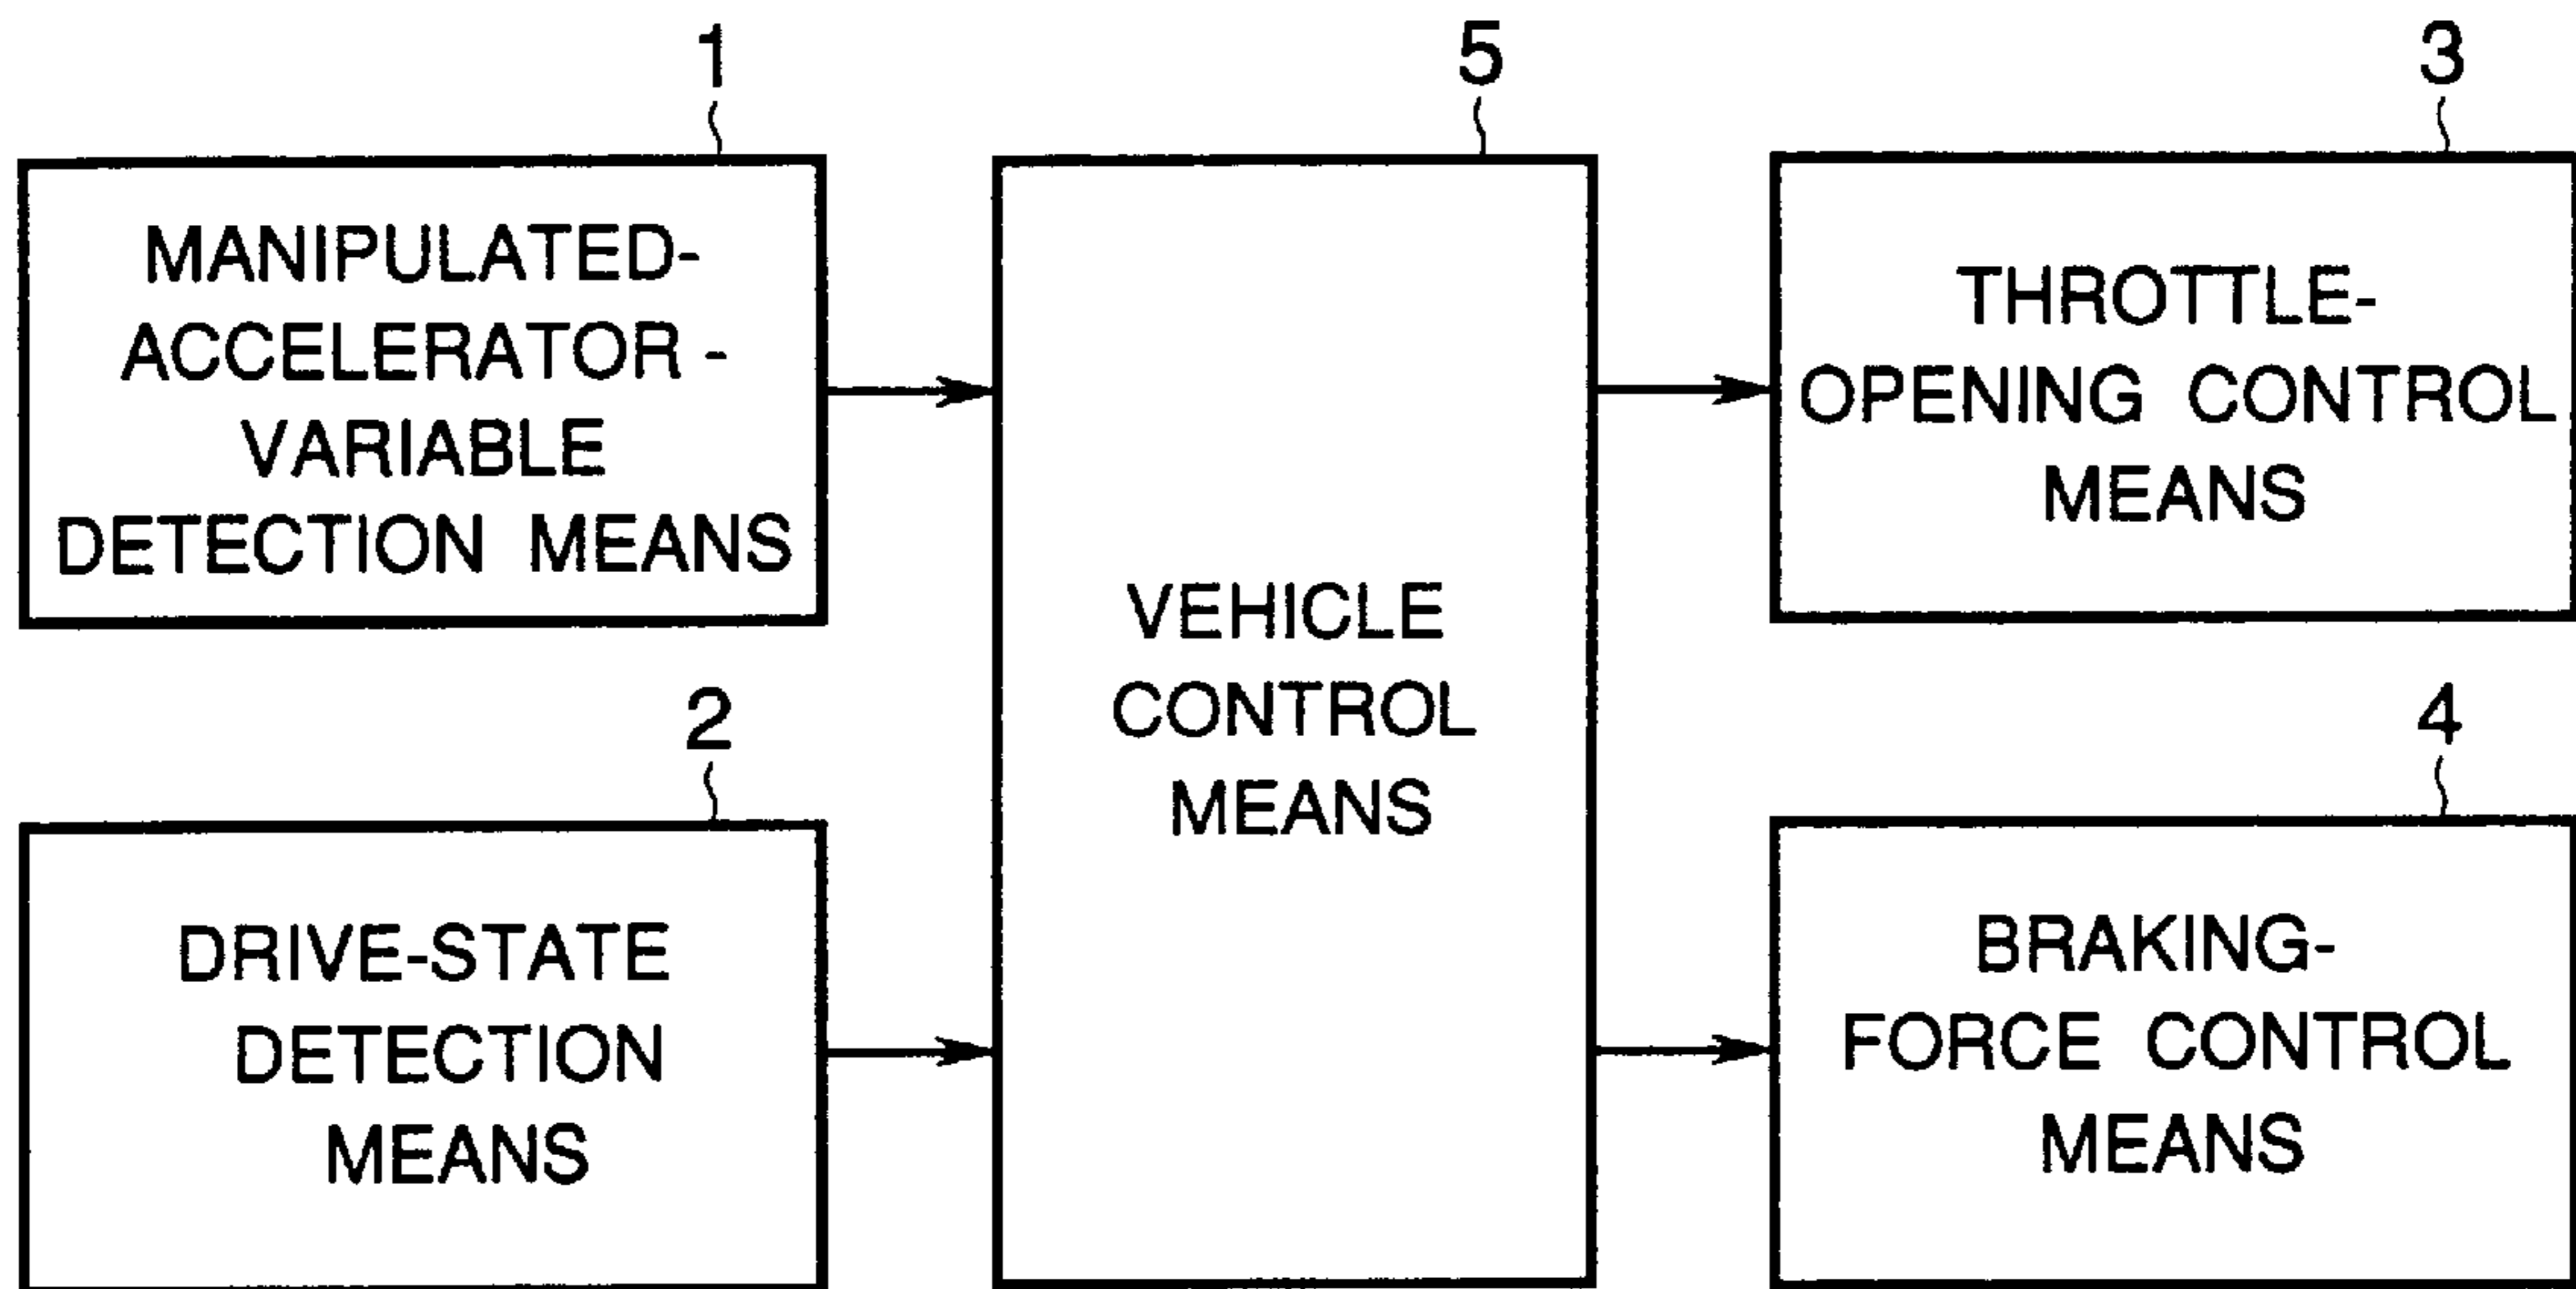 1
MANIPULATED-
ACCELERATOR -
VARIABLE
DETECTION MEANS
2
DRIVE-STATE
DETECTION
MEANS
5
VEHICLE
CONTROL
MEANS
3
THROTTLE-
OPENING CONTROL
MEANS
4
BRAKING-
FORCE CONTROL
MEANS